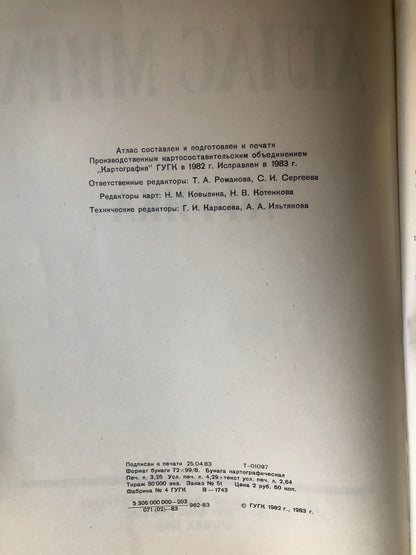 АТЛАС МИРА
Атлас составлен и подготовлен к печати
Производственным картосоставительским объединением
„Картография" ГУГК в 1982 г. Исправлен в 1983 г.
Ответственные редакторы: Т. А. Романова, С. И. Сергеева
Редакторы карт: Н. М. Ковылина, Н. В. Котенкова
Технические редакторы: Г. И. Карасева, А. А. Ильтякова
Подписан к печати 25.04.83 Т-01097
Формат бумаги 72×99/8. Бумага картографическая
Печ. л. 3,25 Усл. печ. л. 4,29+текст усл. печ. л. 2,64
Тираж 30 000 экз. Заказ № 51 Цена 2 руб. 50 коп.
Фабрика № 4 ГУГК В-1743
5 306 000 000-203
071 (02)-83
982-83
© ГУГК 1982 г., 1983 г.